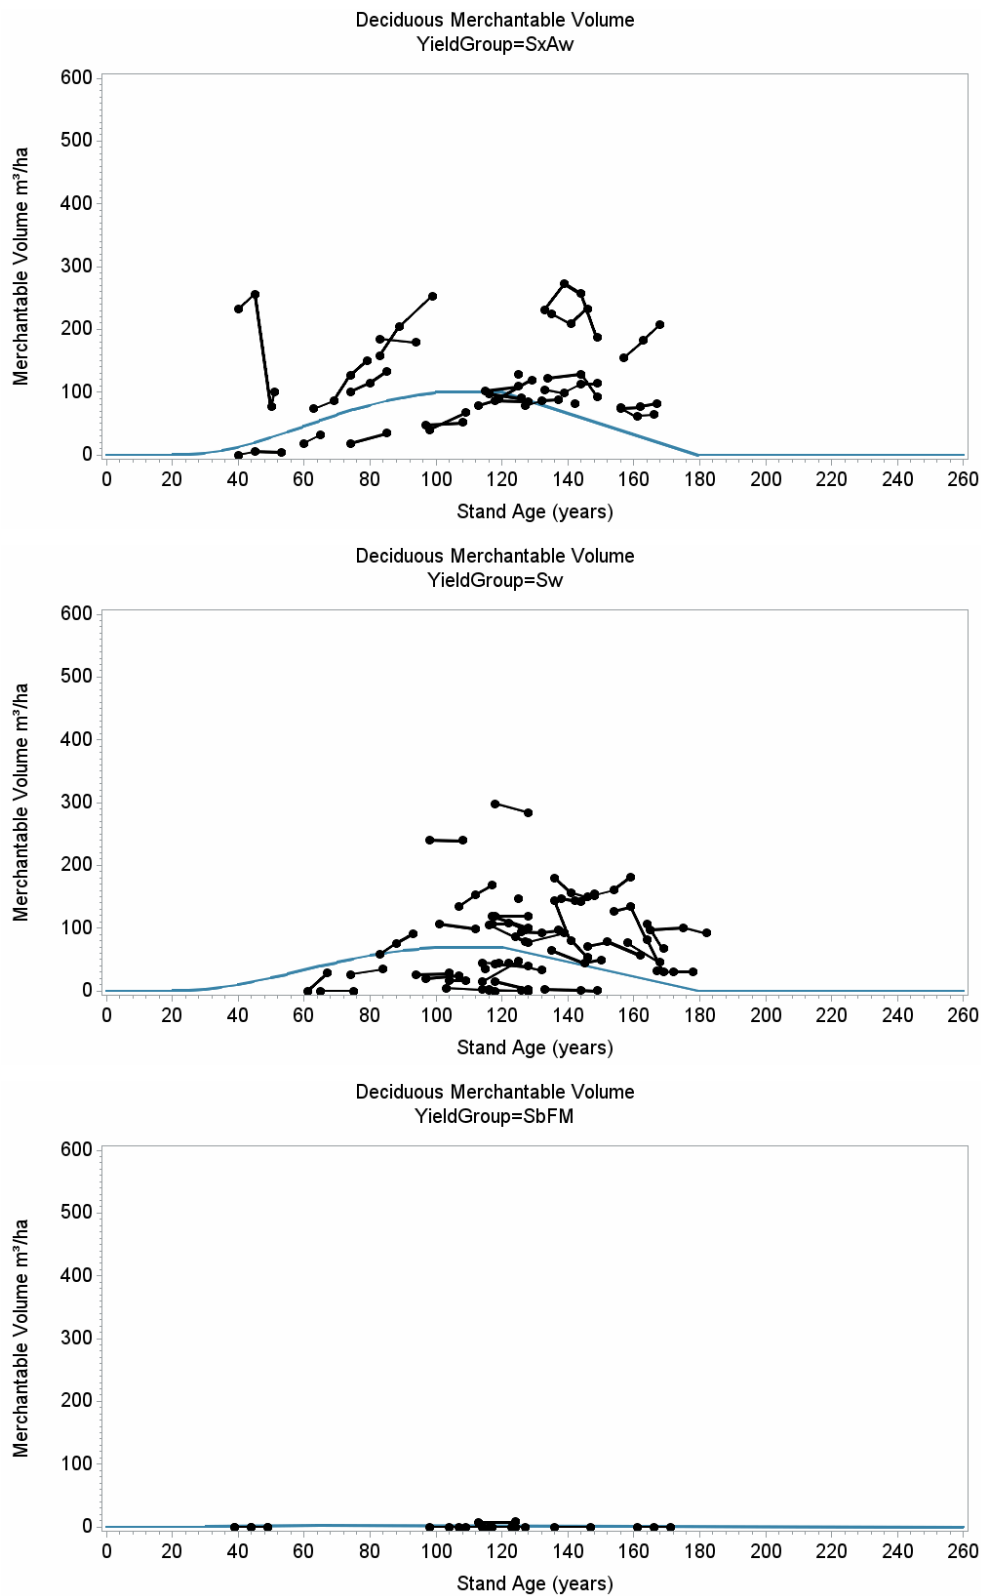 Deciduous Merchantable Volume
YieldGroup=SxAw
600
500
400
300
200
100
0
Merchantable Volume m³/ha
0 20 40 60 80 100 120 140 160 180 200 220 240 260
Stand Age (years)
Deciduous Merchantable Volume
YieldGroup=Sw
600
500
400
300
200
100
0
Merchantable Volume m³/ha
0 20 40 60 80 100 120 140 160 180 200 220 240 260
Stand Age (years)
Deciduous Merchantable Volume
YieldGroup=SbFM
600
500
400
300
200
100
0
Merchantable Volume m³/ha
0 20 40 60 80 100 120 140 160 180 200 220 240 260
Stand Age (years)